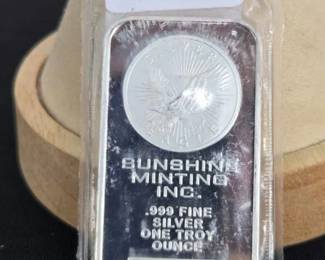 SUNSHINE
MINTING
INC.
.999 FINE
SILVER
ONE TROY
OUNCE